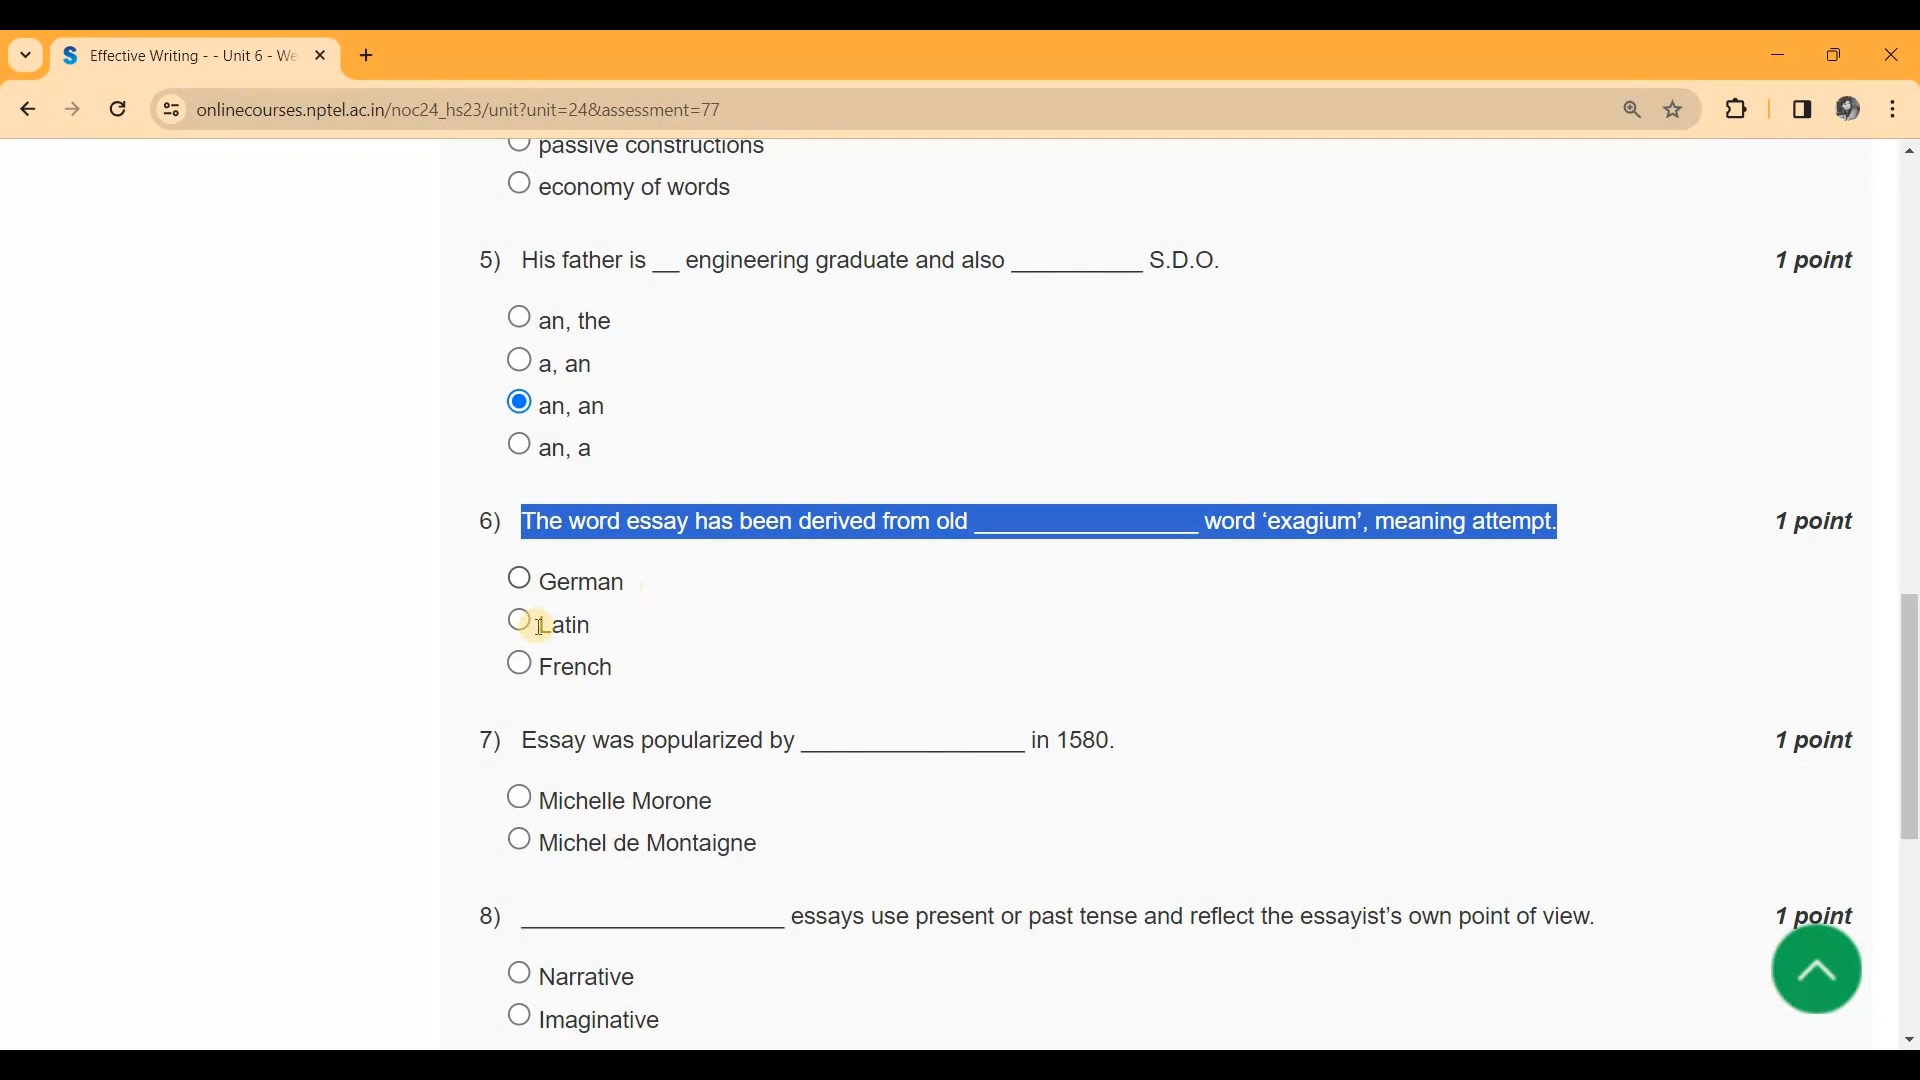 Effective Writing - - Unit 6 - We
onlinecourses.nptel.ac.in/noc24_hs23/unit?unit=24&assessment=77
passive constructions
economy of words
5) His father is __ engineering graduate and also __________ S.D.O. 1 point
an, the
a, an
an, an
an, a
6) The word essay has been derived from old _________________ word ‘exagium’, meaning attempt. 1 point
German
Latin
French
7) Essay was popularized by _________________ in 1580. 1 point
Michelle Morone
Michel de Montaigne
8) ____________________ essays use present or past tense and reflect the essayist’s own point of view. 1 point
Narrative
Imaginative